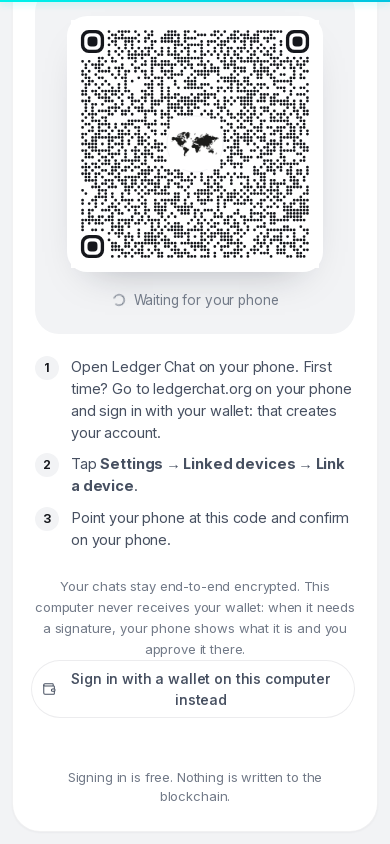 Waiting for your phone
1 Open Ledger Chat on your phone. First
time? Go to ledgerchat.org on your phone
and sign in with your wallet: that creates
your account.
2 Tap Settings → Linked devices → Link
a device.
3 Point your phone at this code and confirm
on your phone.
Your chats stay end-to-end encrypted. This
computer never receives your wallet: when it needs
a signature, your phone shows what it is and you
approve it there.
Sign in with a wallet on this computer
instead
Signing in is free. Nothing is written to the
blockchain.